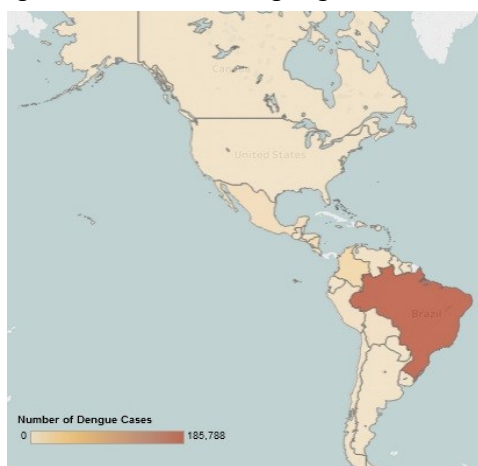 Canada
United States
Brazil
Number of Dengue Cases
0 185,788